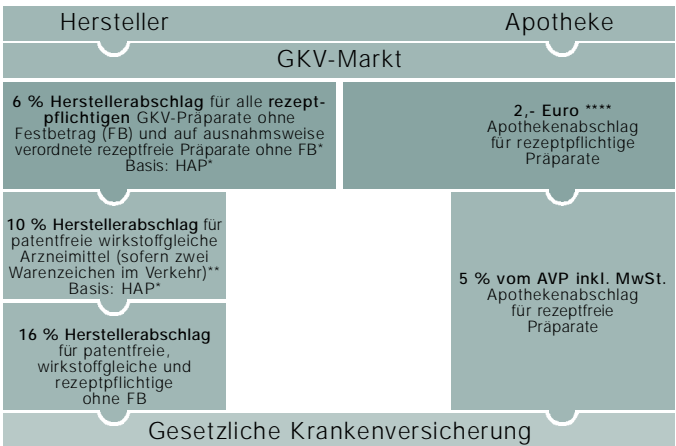 Hersteller
Apotheke
GKV-Markt
6 % Herstellerabschlag für alle rezept-
pflichtigen GKV-Präparate ohne
Festbetrag (FB) und auf ausnahmsweise
verordnete rezeptfreie Präparate ohne FB*
Basis: HAP*
2,- Euro ****
Apothekenabschlag
für rezeptpflichtige
Präparate
10 % Herstellerabschlag für
patentfreie wirkstoffgleiche
Arzneimittel (sofern zwei
Warenzeichen im Verkehr)**
Basis: HAP*
5 % vom AVP inkl. MwSt.
Apothekenabschlag
für rezeptfreie
Präparate
16 % Herstellerabschlag
für patentfreie,
wirkstoffgleiche und
rezeptpflichtige
ohne FB
Gesetzliche Krankenversicherung